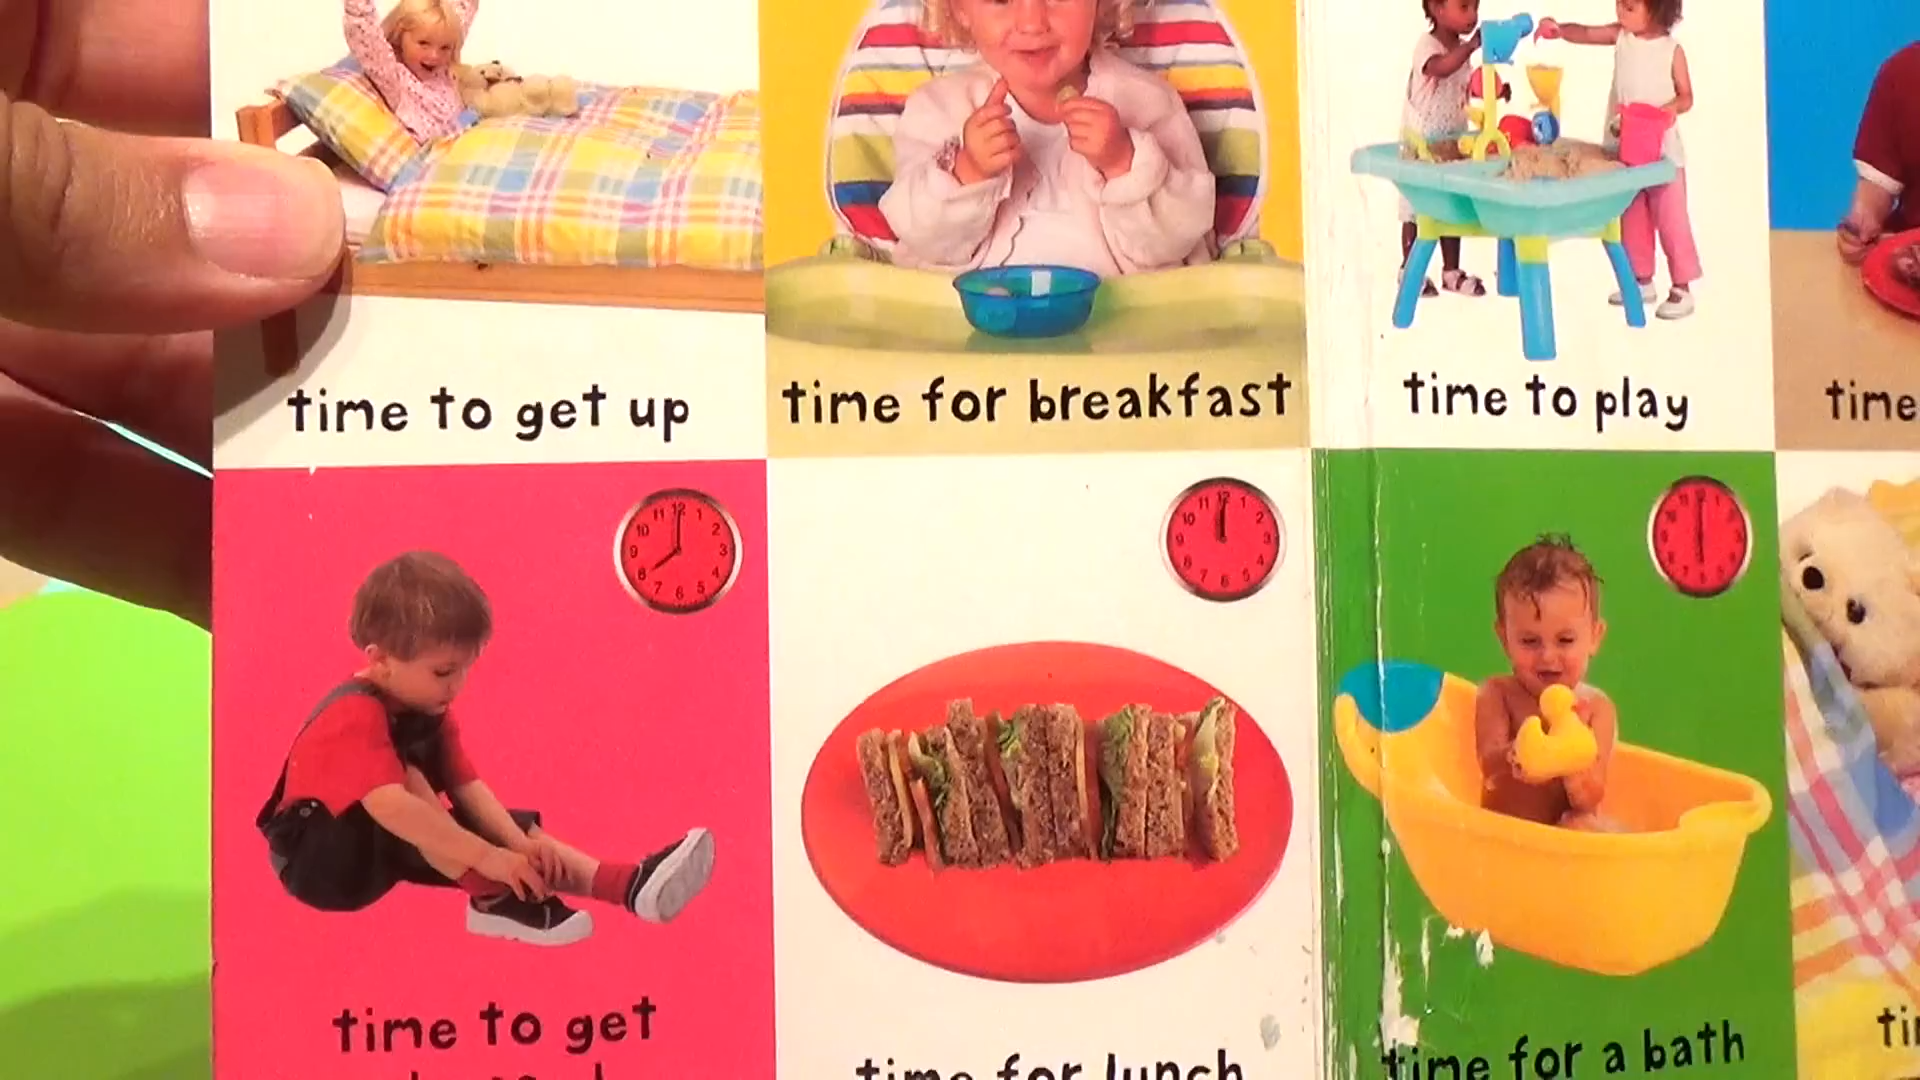 time to get up
time for breakfast
time to play
time
time to get
time for lunch
time for a bath